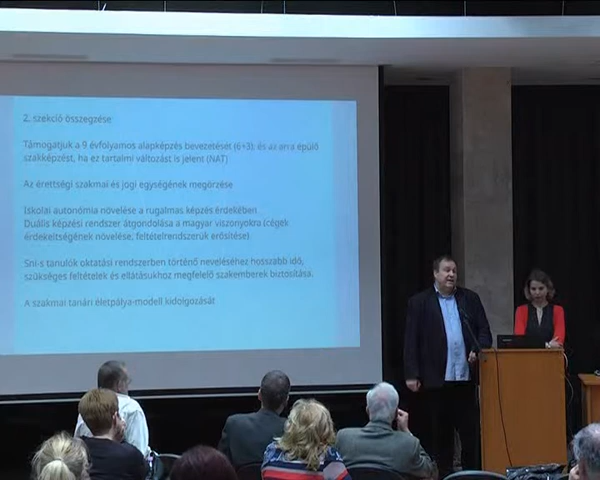 2. szekció összegzése
Támogatjuk a 9 évfolyamos alapképzés bevezetését (6+3), és az arra épülő
szakképzést, ha ez tartalmi változást is jelent (NAT)
Az érettségi szakmai és jogi egységének megőrzése
Iskolai autonómia növelése a rugalmas képzés érdekében
Duális képzési rendszer átgondolása a magyar viszonyokra (cégek
érdekeltségének növelése, feltételrendszerük erősítése)
Sni-s tanulók oktatási rendszerben történő neveléséhez hosszabb idő,
szükséges feltételek és ellátásukhoz megfelelő szakemberek biztosítása.
A szakmai tanári életpálya-modell kidolgozását